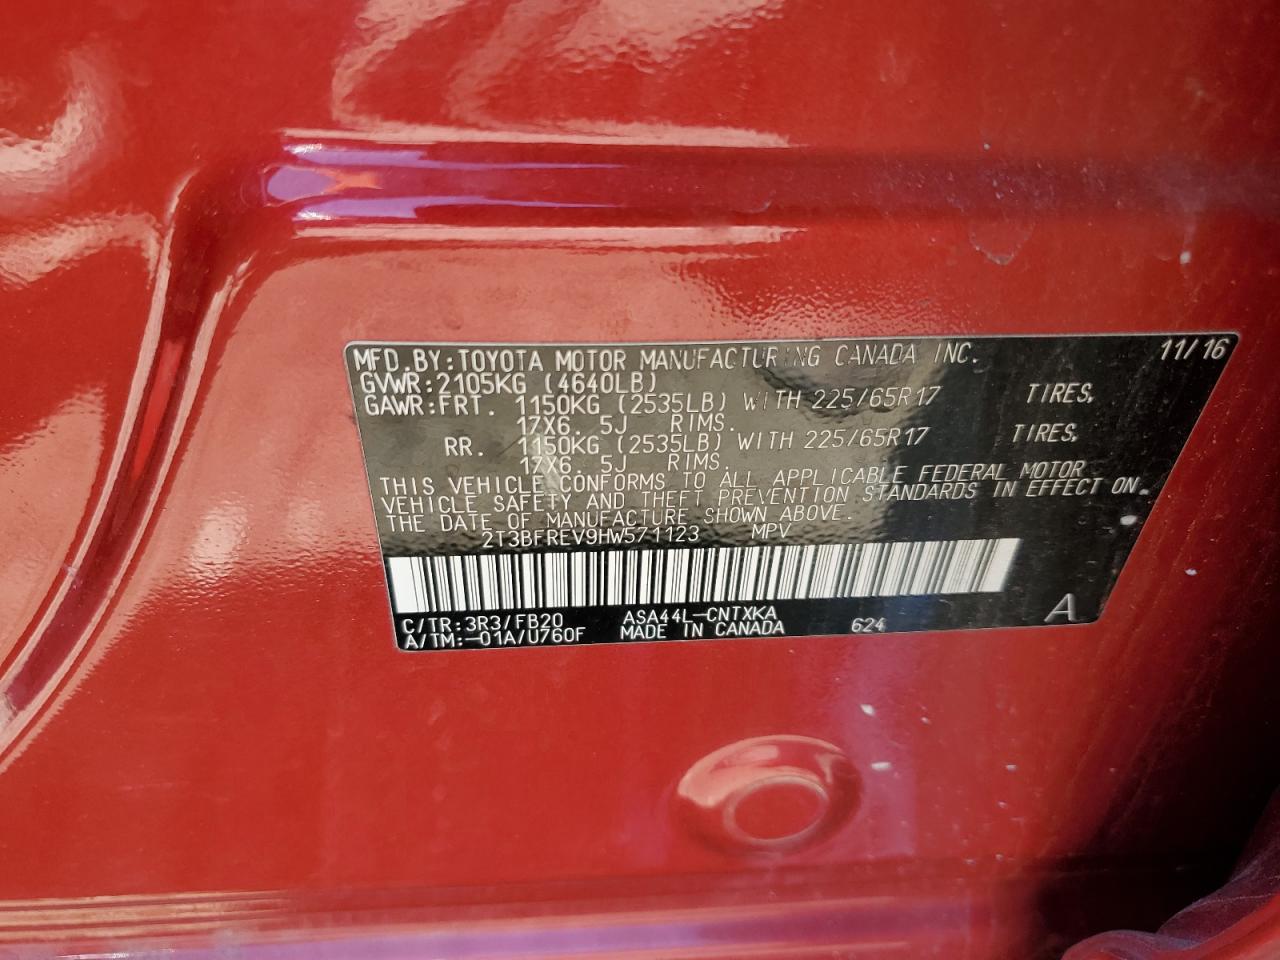 MFD.BY:TOYOTA MOTOR MANUFACTURING CANADA INC. 11/16
GVWR:2105KG (4640LB)
GAWR:FRT. 1150KG (2535LB) WITH 225/65R17 TIRES,
17X6. 5J RIMS.
RR. 1150KG (2535LB) WITH 225/65R17 TIRES,
17X6. 5J RIMS.
THIS VEHICLE CONFORMS TO ALL APPLICABLE FEDERAL MOTOR
VEHICLE SAFETY AND THEFT PREVENTION STANDARDS IN EFFECT ON
THE DATE OF MANUFACTURE SHOWN ABOVE.
2T3BFREV9HW571123 MPV
C/TR:3R3/FB20 ASA44L-CNTXKA
A/TM:-01A/U760F MADE IN CANADA 624 A